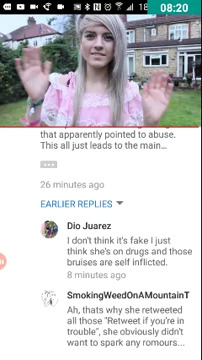 18 08:20
that apparently pointed to abuse.
This all just leads to the main...
26 minutes ago
EARLIER REPLIES
Dio Juarez
I don't think it's fake I just
think she's on drugs and those
bruises are self inflicted.
8 minutes ago
SmokingWeedOnAMountainT
Ah, thats why she retweeted
all those "Retweet if you're in
trouble", she obviously didn't
want to spark any romours...